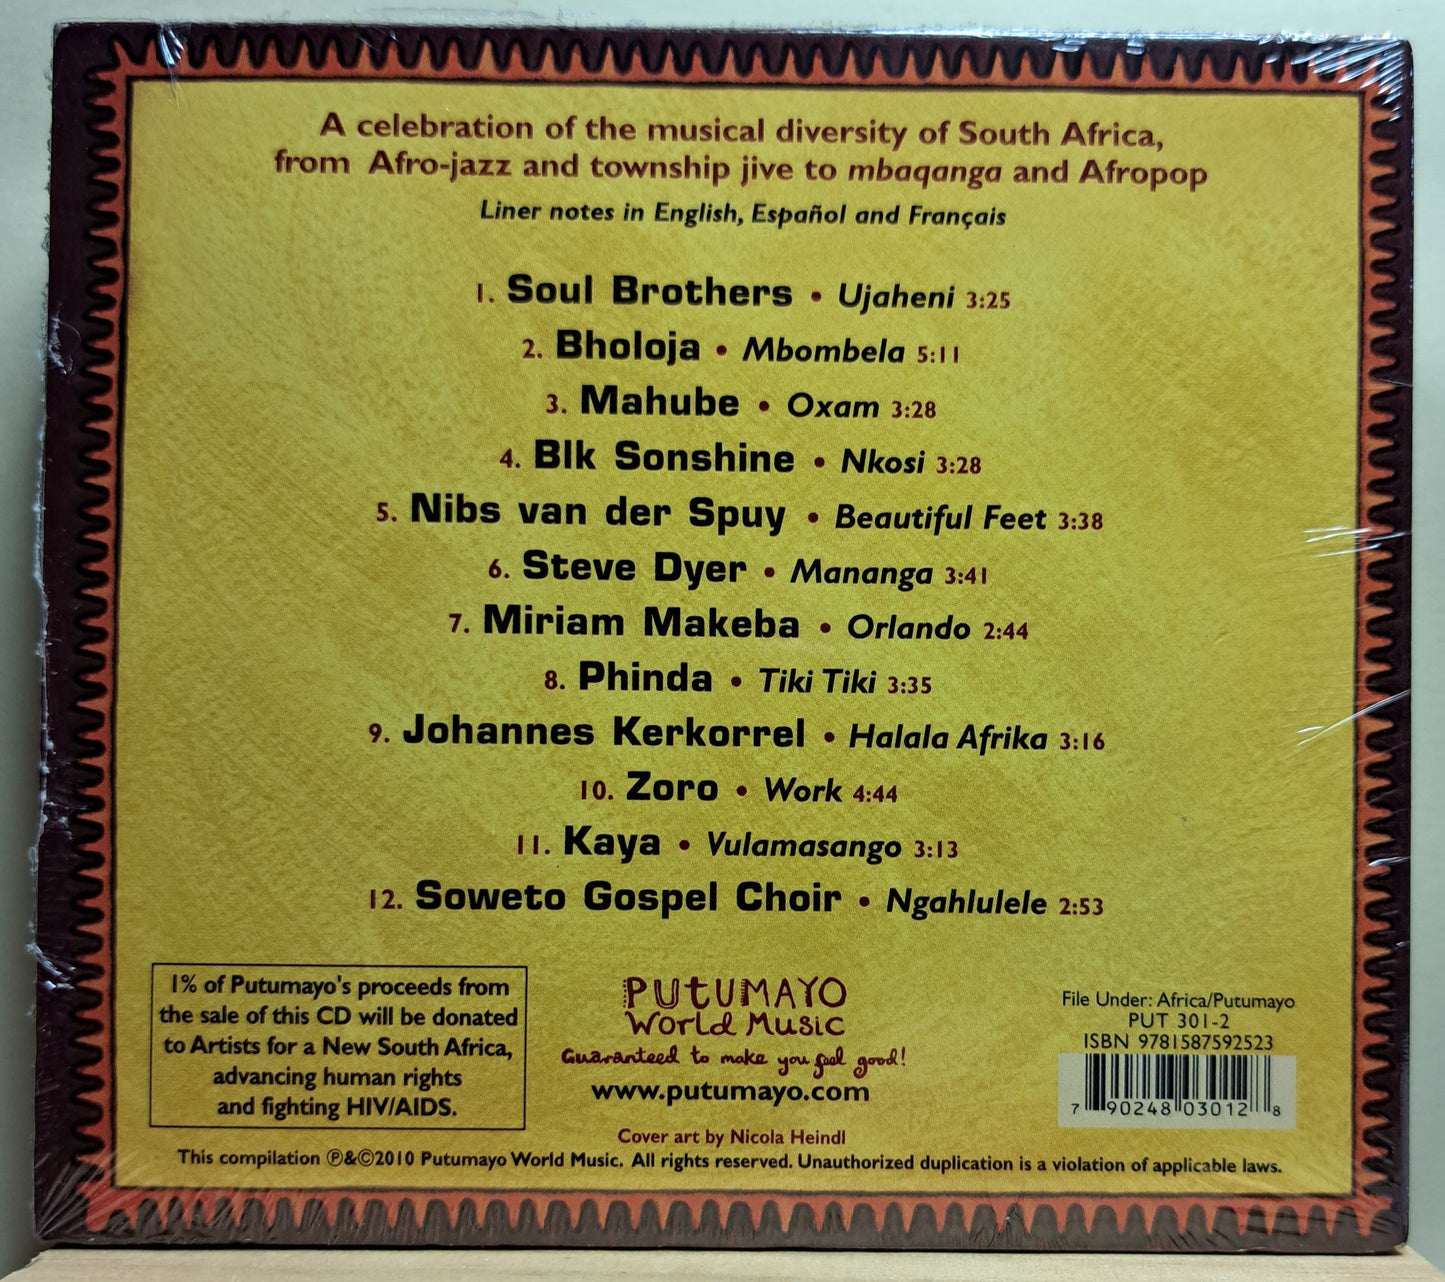 A celebration of the musical diversity of South Africa,
from Afro-jazz and township jive to mbaqanga and Afropop
Liner notes in English, Español and Français
1. Soul Brothers • Ujaheni 3:25
2. Bholoja • Mbombela 5:11
3. Mahube • Oxam 3:28
4. Blk Sonshine • Nkosi 3:28
5. Nibs van der Spuy • Beautiful Feet 3:38
6. Steve Dyer • Mananga 3:41
7. Miriam Makeba • Orlando 2:44
8. Phinda • Tiki Tiki 3:35
9. Johannes Kerkorrel • Halala Afrika 3:16
10. Zoro • Work 4:44
11. Kaya • Vulamasango 3:13
12. Soweto Gospel Choir • Ngahlulele 2:53
1% of Putumayo's proceeds from
the sale of this CD will be donated
to Artists for a New South Africa,
advancing human rights
and fighting HIV/AIDS.
PUTUMAYO
World Music
Guaranteed to make you feel good!
www.putumayo.com
File Under: Africa/Putumayo
PUT 301-2
ISBN 9781587592523
7 90248 03012 8
Cover art by Nicola Heindl
This compilation ℗&©2010 Putumayo World Music. All rights reserved. Unauthorized duplication is a violation of applicable laws.